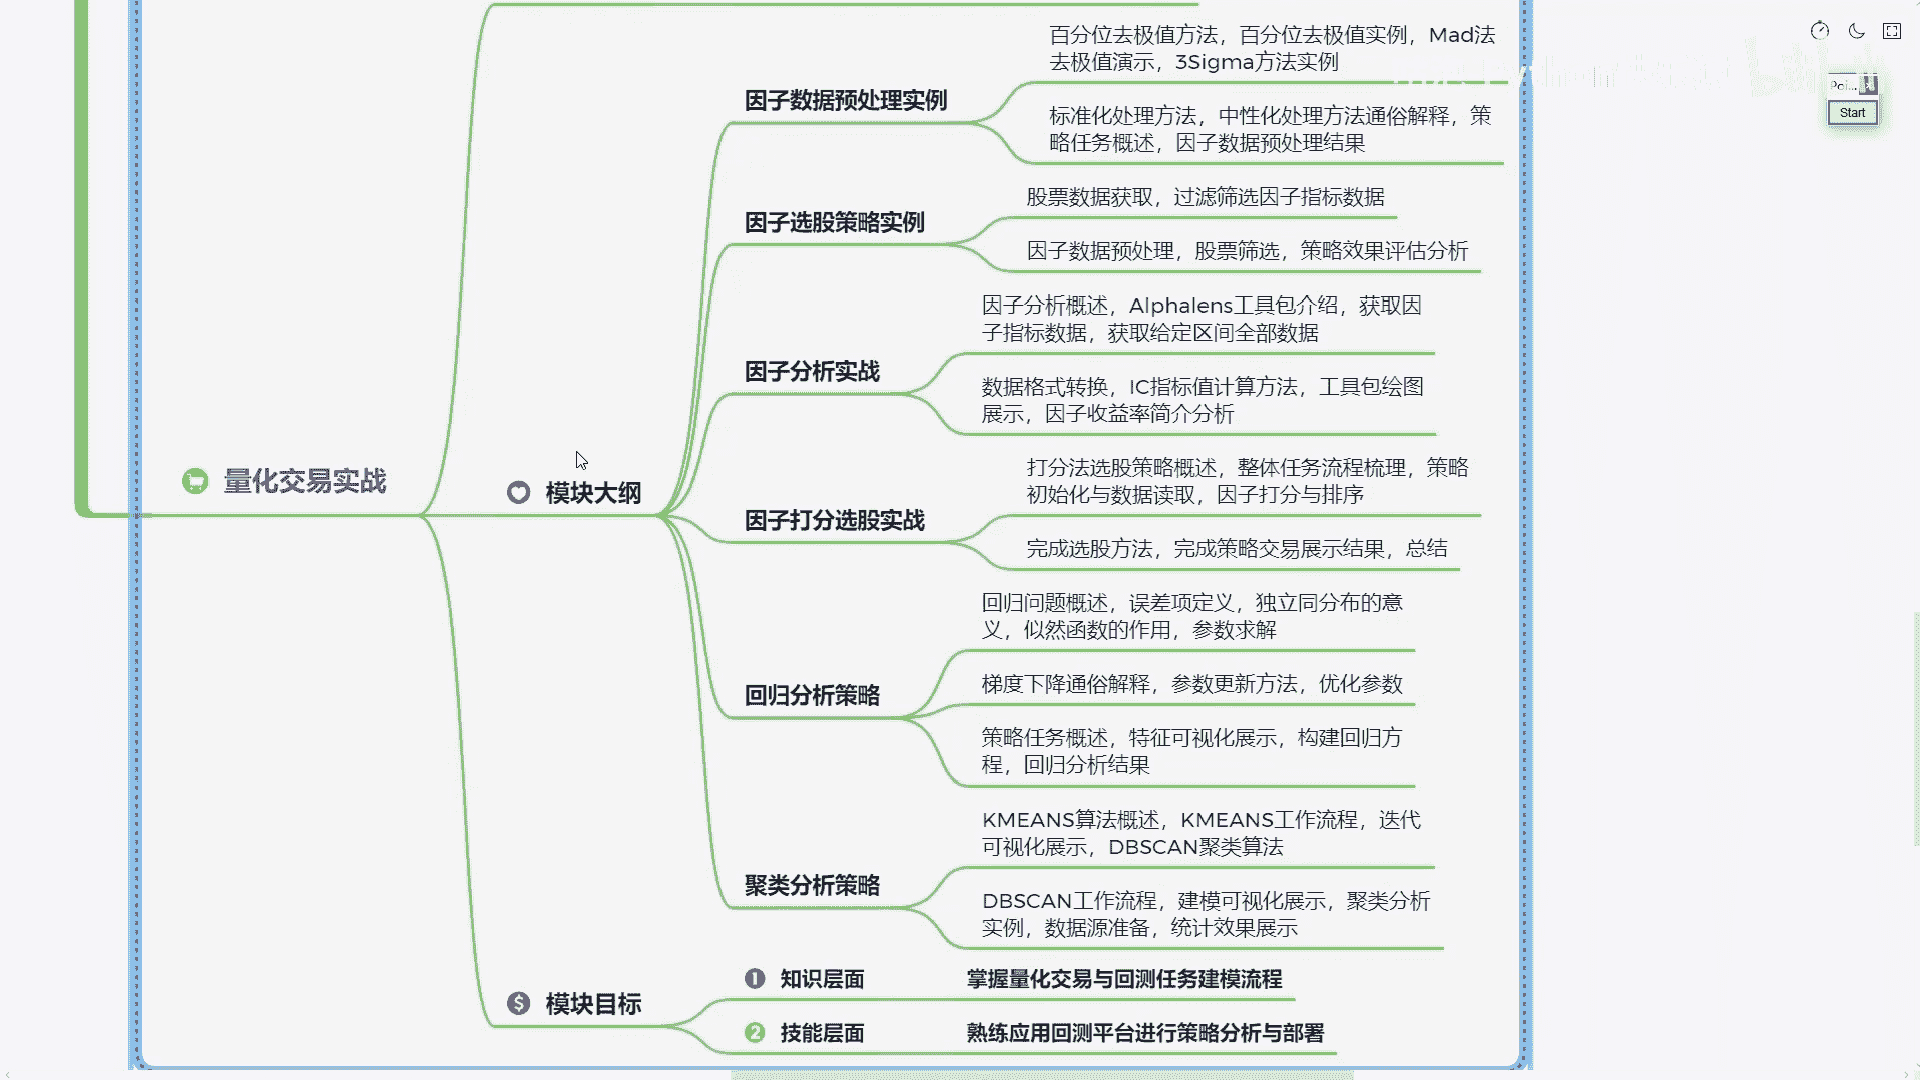 百分位去极值方法，百分位去极值实例，Mad法
去极值演示，3Sigma方法实例
因子数据预处理实例
标准化处理方法，中性化处理方法通俗解释，策
略任务概述，因子数据预处理结果
股票数据获取，过滤筛选因子指标数据
因子选股策略实例
因子数据预处理，股票筛选，策略效果评估分析
因子分析概述，Alphalens工具包介绍，获取因
子指标数据，获取给定区间全部数据
因子分析实战
数据格式转换，IC指标值计算方法，工具包绘图
展示，因子收益率简介分析
量化交易实战
模块大纲
打分法选股策略概述，整体任务流程梳理，策略
初始化与数据读取，因子打分与排序
因子打分选股实战
完成选股方法，完成策略交易展示结果，总结
回归问题概述，误差项定义，独立同分布的意
义，似然函数的作用，参数求解
回归分析策略
梯度下降通俗解释，参数更新方法，优化参数
策略任务概述，特征可视化展示，构建回归方
程，回归分析结果
KMEANS算法概述，KMEANS工作流程，迭代
可视化展示，DBSCAN聚类算法
聚类分析策略
DBSCAN工作流程，建模可视化展示，聚类分析
实例，数据源准备，统计效果展示
模块目标
1 知识层面 掌握量化交易与回测任务建模流程
2 技能层面 熟练应用回测平台进行策略分析与部署
Poi...
Start